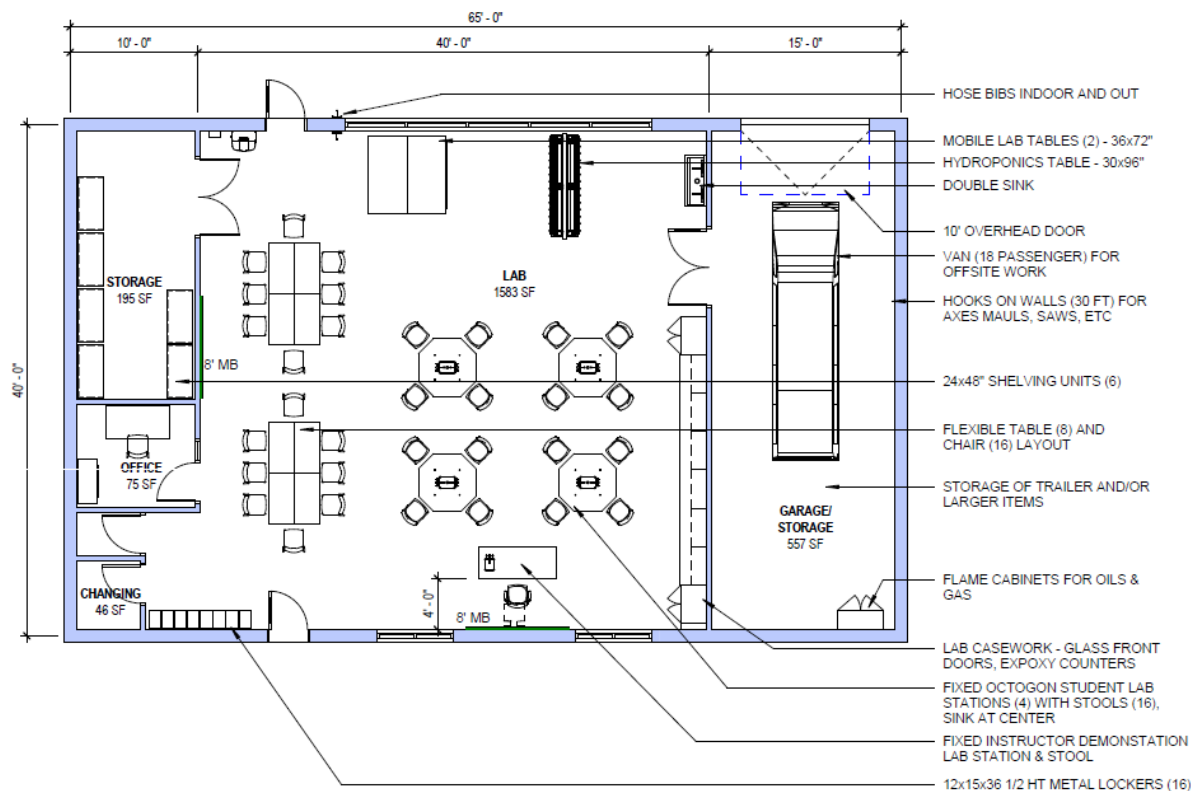 65' - 0"
10' - 0"
40' - 0"
15' - 0"
HOSE BIBS INDOOR AND OUT
MOBILE LAB TABLES (2) - 36x72"
HYDROPONICS TABLE - 30x96"
DOUBLE SINK
10' OVERHEAD DOOR
VAN (18 PASSENGER) FOR
OFFSITE WORK
HOOKS ON WALLS (30 FT) FOR
AXES MAULS, SAWS, ETC
24x48" SHELVING UNITS (6)
FLEXIBLE TABLE (8) AND
CHAIR (16) LAYOUT
STORAGE OF TRAILER AND/OR
LARGER ITEMS
FLAME CABINETS FOR OILS &
GAS
LAB CASEWORK - GLASS FRONT
DOORS, EXPOXY COUNTERS
FIXED OCTOGON STUDENT LAB
STATIONS (4) WITH STOOLS (16),
SINK AT CENTER
FIXED INSTRUCTOR DEMONSTATION
LAB STATION & STOOL
12x15x36 1/2 HT METAL LOCKERS (16)
40' - 0"
STORAGE
195 SF
LAB
1583 SF
8' MB
OFFICE
75 SF
GARAGE/
STORAGE
557 SF
CHANGING
46 SF
4' - 0"
8' MB